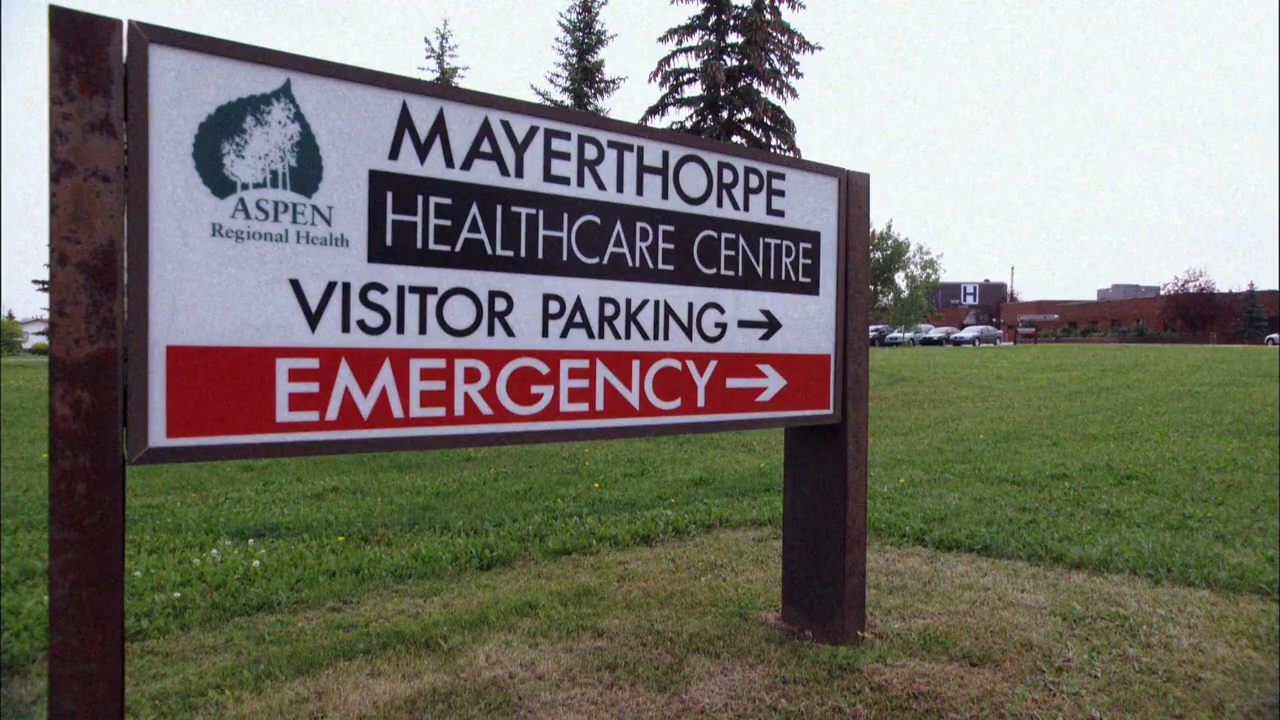 ASPEN
Regional Health
MAYERTHORPE
HEALTHCARE CENTRE
VISITOR PARKING →
EMERGENCY →
H